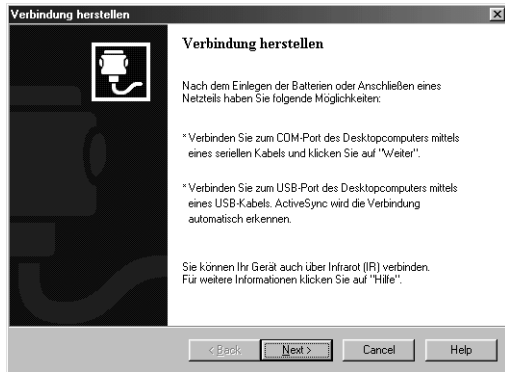 Verbindung herstellen
Verbindung herstellen
Nach dem Einlegen der Batterien oder Anschließen eines
Netzteils haben Sie folgende Möglichkeiten:
* Verbinden Sie zum COM-Port des Desktopcomputers mittels
eines seriellen Kabels und klicken Sie auf "Weiter".
* Verbinden Sie zum USB-Port des Desktopcomputers mittels
eines USB-Kabels. ActiveSync wird die Verbindung
automatisch erkennen.
Sie können Ihr Gerät auch über Infrarot (IR) verbinden.
Für weitere Informationen klicken Sie auf "Hilfe".
< Back Next > Cancel Help